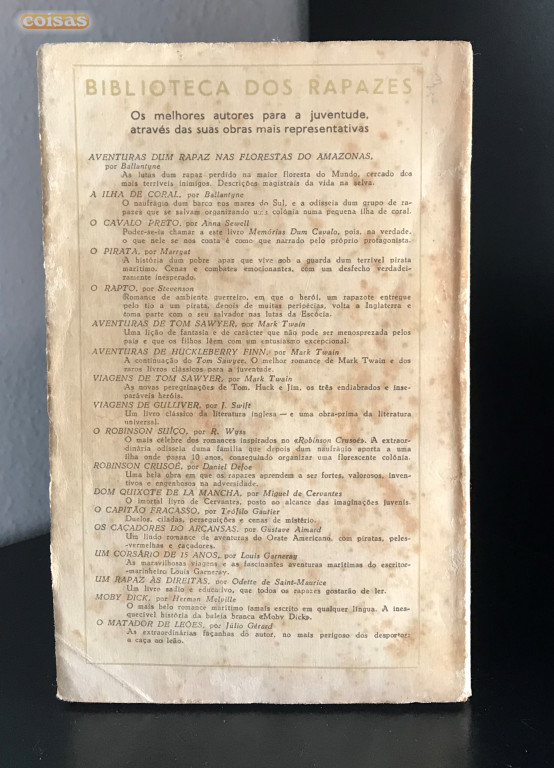 coisas
BIBLIOTECA DOS RAPAZES
Os melhores autores para a juventude,
através das suas obras mais representativas
AVENTURAS DUM RAPAZ NAS FLORESTAS DO AMAZONAS,
por Ballantyne
As lutas dum rapaz perdido na maior floresta do Mundo, cercado dos
mais terríveis inimigos. Descrições magistrais da vida na selva.
A ILHA DE CORAL, por Ballantyne
O naufrágio dum barco nos mares do Sul, e a odisseia dum grupo de ra-
pazes que se salvam organizando uma colónia numa pequena ilha de coral.
O CAVALO PRETO, por Anna Sewell
Poder-se-ia chamar a este livro Memórias Dum Cavalo, pois, na verdade,
o que nele se nos conta é como que narrado pelo próprio protagonista.
O PIRATA, por Marryat
A história dum pobre rapaz que vive sob a guarda dum terrível pirata
marítimo. Cenas e combates emocionantes, com um desfecho verdadei-
ramente inesperado.
O RAPTO, por Stevenson
Romance de ambiente guerreiro, em que o herói, um rapazote entregue
pelo tio a um pirata, depois de muitas peripécias, volta a Inglaterra e
toma parte com o seu salvador nas lutas da Escócia.
AVENTURAS DE TOM SAWYER, por Mark Twain
Uma lição de fantasia e de carácter que não pode ser menosprezada pelos
pais e que os filhos lêem com um entusiasmo excepcional.
AVENTURAS DE HUCKLEBERRY FINN, por Mark Twain
A continuação do Tom Sawyer. O melhor romance de Mark Twain e dos
raros livros clássicos para a juventude.
VIAGENS DE TOM SAWYER, por Mark Twain
As novas peregrinações de Tom, Huck e Jim, os três endiabrados e inse-
paráveis heróis.
VIAGENS DE GULLIVER, por J. Swift
Um livro clássico da literatura inglesa — e uma obra-prima da literatura
universal.
O ROBINSON SUÍÇO, por R. Wyss
O mais célebre dos romances inspirados no «Robinson Crusoé». A extraor-
dinária odisseia duma família que depois dum naufrágio aporta a uma
ilha onde passa 10 anos, conseguindo organizar uma florescente colónia.
ROBINSON CRUSOÉ, por Daniel Defoe
Uma bela obra em que os rapazes aprendem a ser fortes, valorosos, inven-
tivos e engenhosos na adversidade.
DOM QUIXOTE DE LA MANCHA, por Miguel de Cervantes
O imortal livro de Cervantes, posto ao alcance das imaginações juvenis.
O CAPITÃO FRACASSO, por Teófilo Gautier
Duelos, ciladas, perseguições e cenas de mistério.
OS CAÇADORES DO ARCANSAS, por Gustave Aimard
Um lindo romance de aventuras do Oeste Americano, com piratas, peles-
-vermelhas e caçadores.
UM CORSÁRIO DE 15 ANOS, por Louis Garneray
As maravilhosas viagens e as fascinantes aventuras marítimas do escritor-
-marinheiro Louis Garneray.
UM RAPAZ ÀS DIREITAS, por Odette de Saint-Maurice
Um livro sadio e educativo, que todos os rapazes gostarão de ler.
MOBY DICK, por Herman Melville
O mais belo romance marítimo jamais escrito em qualquer língua. A ines-
quecível história da baleia branca «Moby Dick».
O MATADOR DE LEÕES, por Júlio Gérard
As extraordinárias façanhas do autor, no mais perigoso dos desportos:
a caça ao leão.